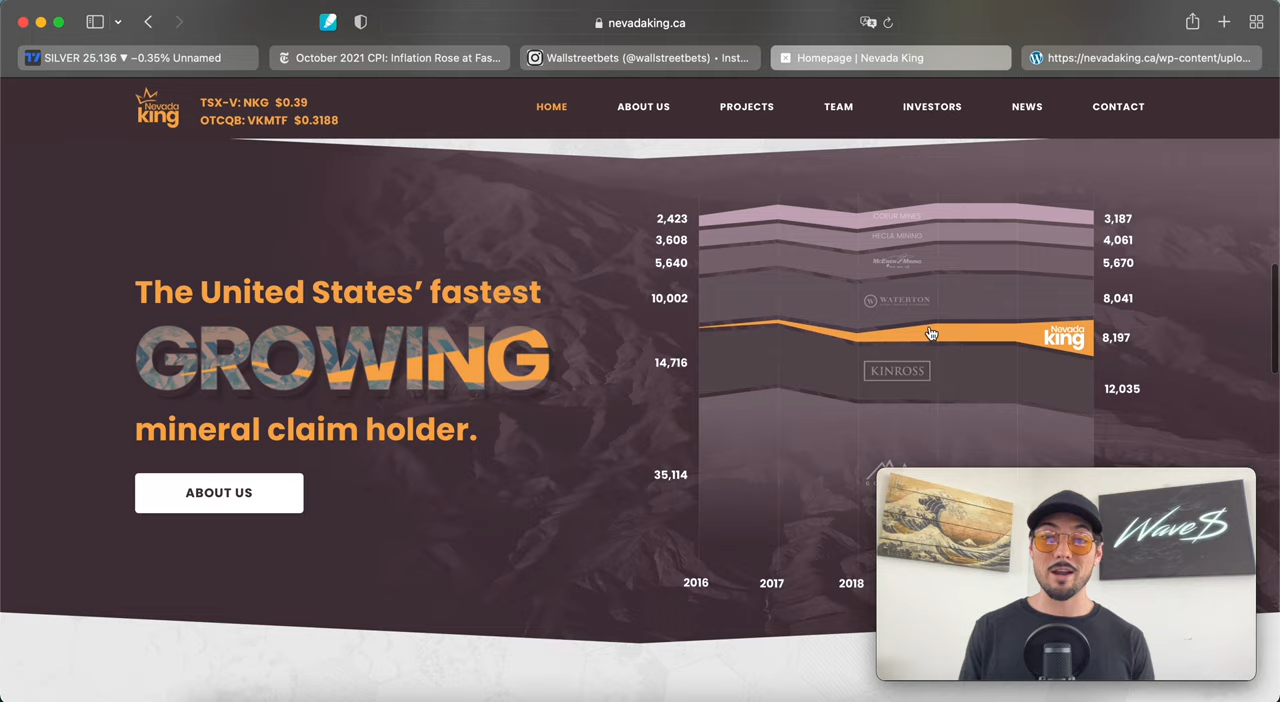 nevadaking.ca
SILVER 25.136 ▼ −0.35% Unnamed
October 2021 CPI: Inflation Rose at Fas...
Wallstreetbets (@wallstreetbets) • Inst...
Homepage | Nevada King
https://nevadaking.ca/wp-content/uplo...
Nevada
king
TSX-V: NKG $0.39
OTCQB: VKMTF $0.3188
HOME
ABOUT US
PROJECTS
TEAM
INVESTORS
NEWS
CONTACT
The United States’ fastest
GROWING
mineral claim holder.
ABOUT US
2,423
COEUR MINES
3,187
3,608
HECLA MINING
4,061
5,640
McEwen Mining
5,670
10,002
WATERTON
8,041
Nevada
king
8,197
14,716
KINROSS
12,035
35,114
2016
2017
2018
Wave$